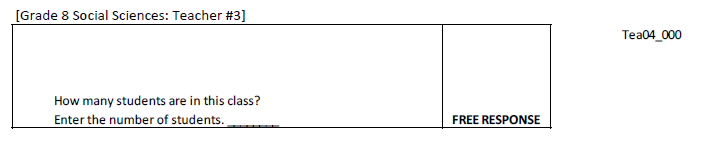 [Grade 8 Social Sciences: Teacher #3]
Tea04_000
How many students are in this class?
Enter the number of students. ________
FREE RESPONSE